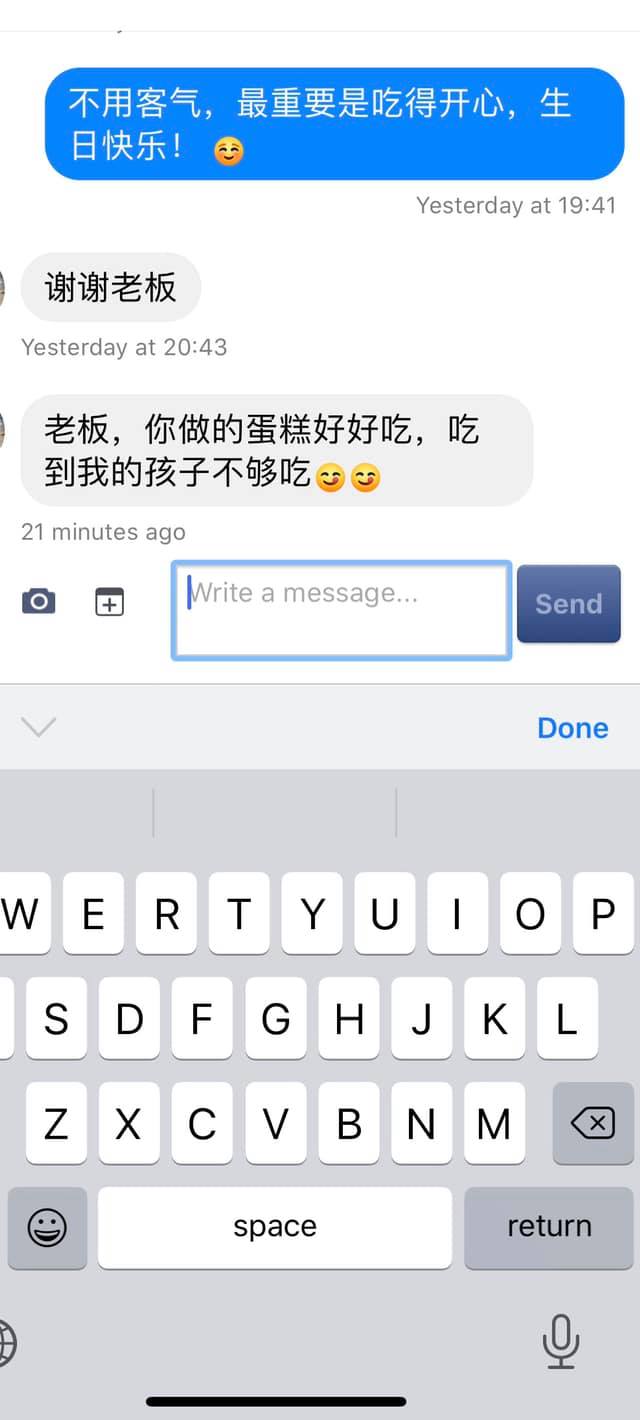 不用客气，最重要是吃得开心，生
日快乐！ 😊
Yesterday at 19:41
谢谢老板
Yesterday at 20:43
老板，你做的蛋糕好好吃，吃
到我的孩子不够吃😋😋
21 minutes ago
Write a message...
Send
Done
W E R T Y U I O P
S D F G H J K L
Z X C V B N M
space
return